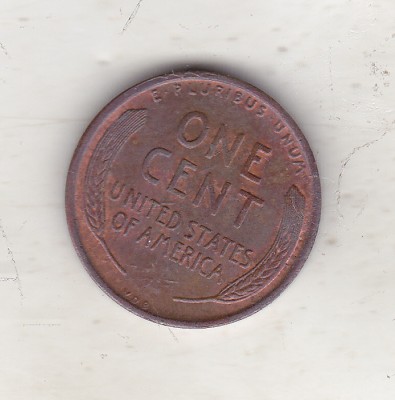 E·PLURIBUS·UNUM
ONE
CENT
UNITED STATES
OF AMERICA
V.D.B.